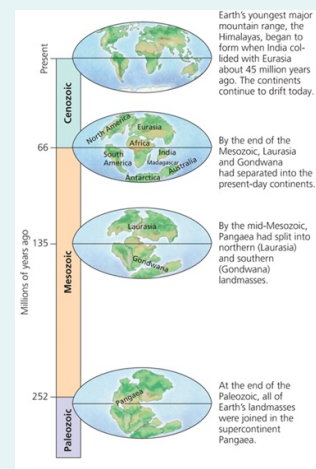 Earth's youngest major
mountain range, the
Himalayas, began to
form when India col-
lided with Eurasia
about 45 million years
ago. The continents
continue to drift today.
Present
Cenozoic
North America
Eurasia
Africa
South
America
India
Madagascar
Australia
Antarctica
66
By the end of the
Mesozoic, Laurasia
and Gondwana
had separated into the
present-day continents.
Millions of years ago
135
Mesozoic
Laurasia
Gondwana
By the mid-Mesozoic,
Pangaea had split into
northern (Laurasia)
and southern
(Gondwana)
landmasses.
252
Paleozoic
Pangaea
At the end of the
Paleozoic, all of
Earth's landmasses
were joined in the
supercontinent
Pangaea.